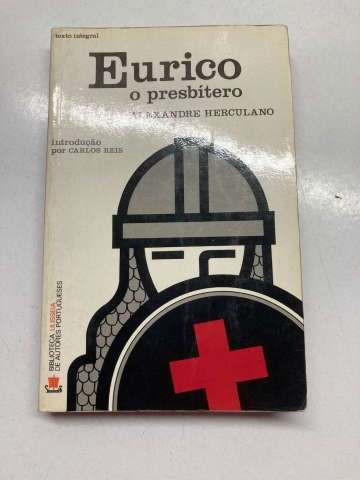 texto integral
Eurico
o presbítero
ALEXANDRE HERCULANO
introdução
por CARLOS REIS
BIBLIOTECA ULISSEIA
DE AUTORES PORTUGUESES